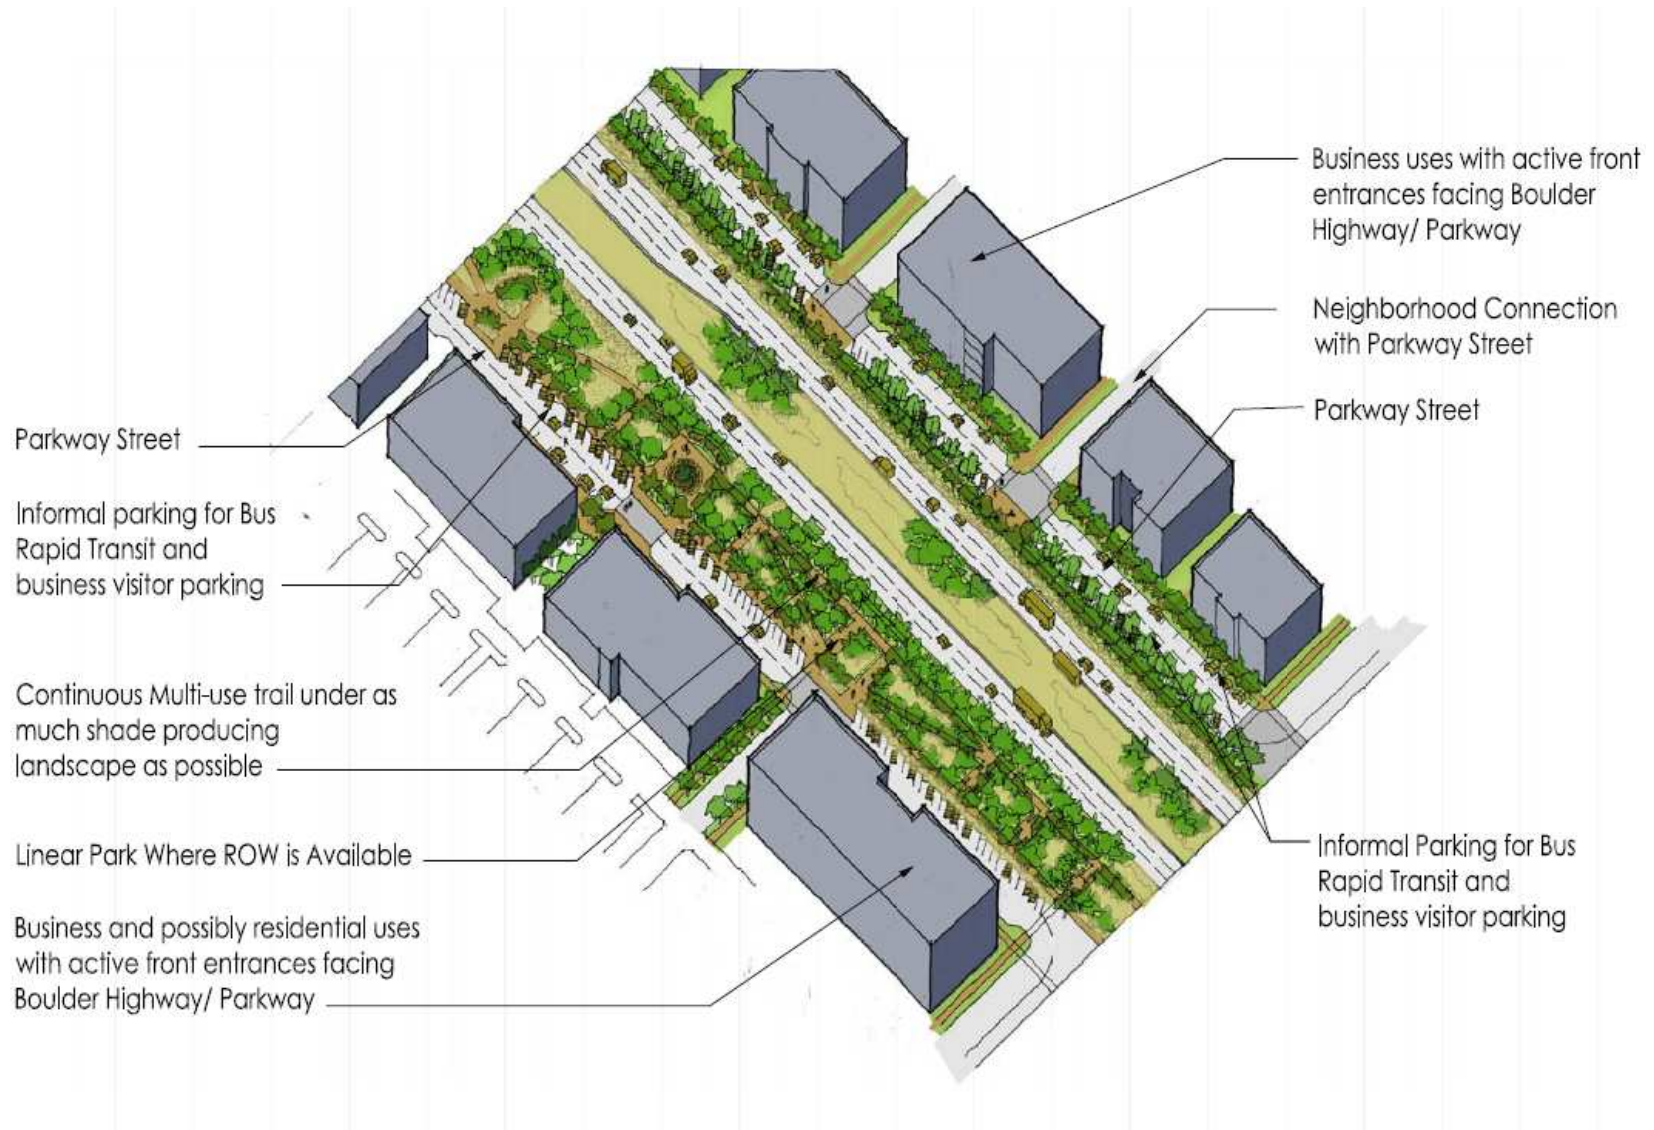 Business uses with active front
entrances facing Boulder
Highway/ Parkway
Neighborhood Connection
with Parkway Street
Parkway Street
Parkway Street
Informal parking for Bus
Rapid Transit and
business visitor parking
Continuous Multi-use trail under as
much shade producing
landscape as possible
Linear Park Where ROW is Available
Business and possibly residential uses
with active front entrances facing
Boulder Highway/ Parkway
Informal Parking for Bus
Rapid Transit and
business visitor parking